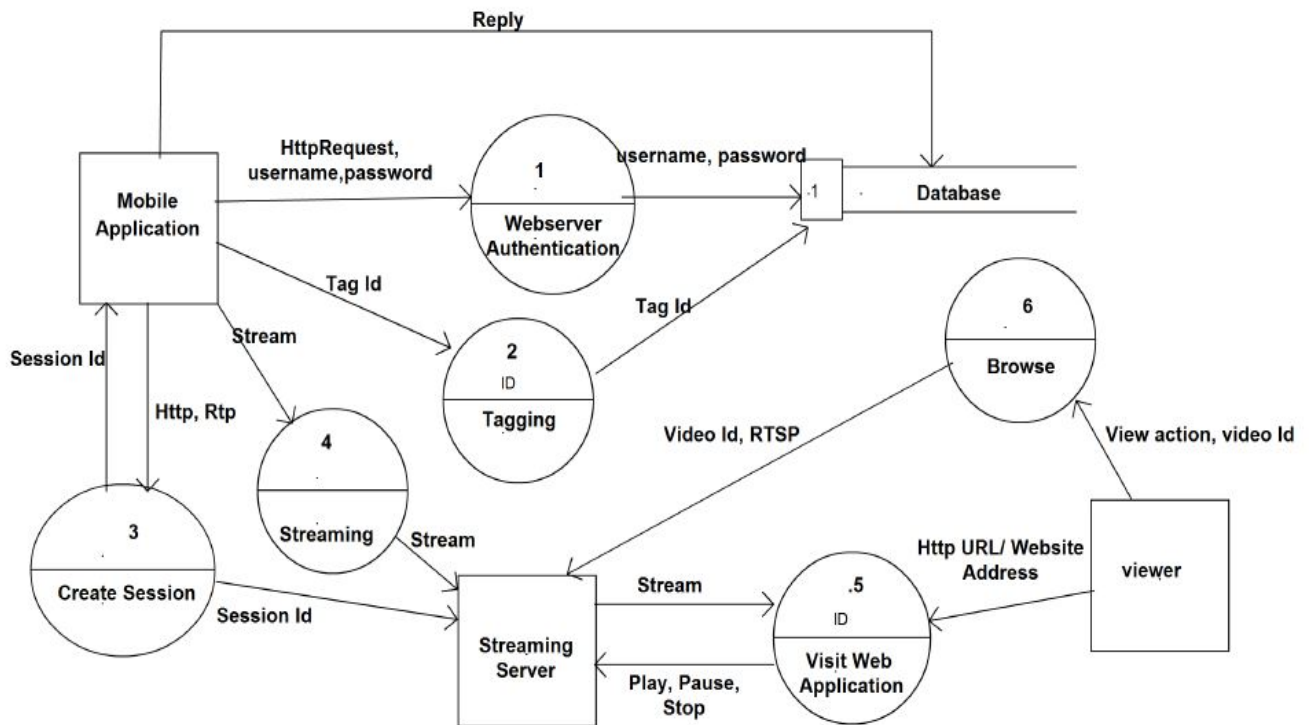 Reply
HttpRequest,
username,password
1
username, password
.1
Database
Mobile
Application
Webserver
Authentication
Tag Id
Tag Id
6
Browse
Session Id
Stream
Http, Rtp
2
ID
Tagging
Video Id, RTSP
View action, video Id
4
Streaming
3
Create Session
Stream
Session Id
Http URL/ Website
Address
viewer
Streaming
Server
Stream
.5
ID
Visit Web
Application
Play, Pause,
Stop